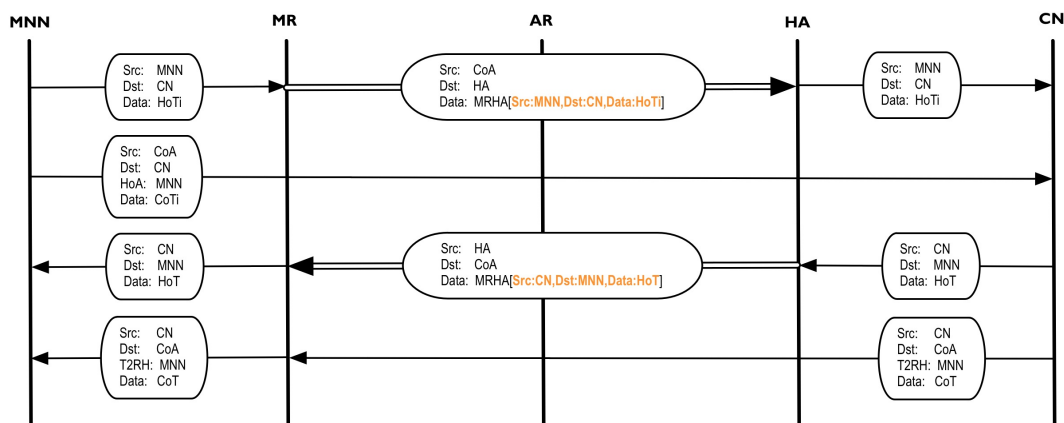 MNN MR AR HA CN
Src: MNN
Dst: CN
Data: HoTi
Src: CoA
Dst: HA
Data: MRHA[Src:MNN,Dst:CN,Data:HoTi]
Src: MNN
Dst: CN
Data: HoTi
Src: CoA
Dst: CN
HoA: MNN
Data: CoTi
Src: CN
Dst: MNN
Data: HoT
Src: HA
Dst: CoA
Data: MRHA[Src:CN,Dst:MNN,Data:HoT]
Src: CN
Dst: MNN
Data: HoT
Src: CN
Dst: CoA
T2RH: MNN
Data: CoT
Src: CN
Dst: CoA
T2RH: MNN
Data: CoT